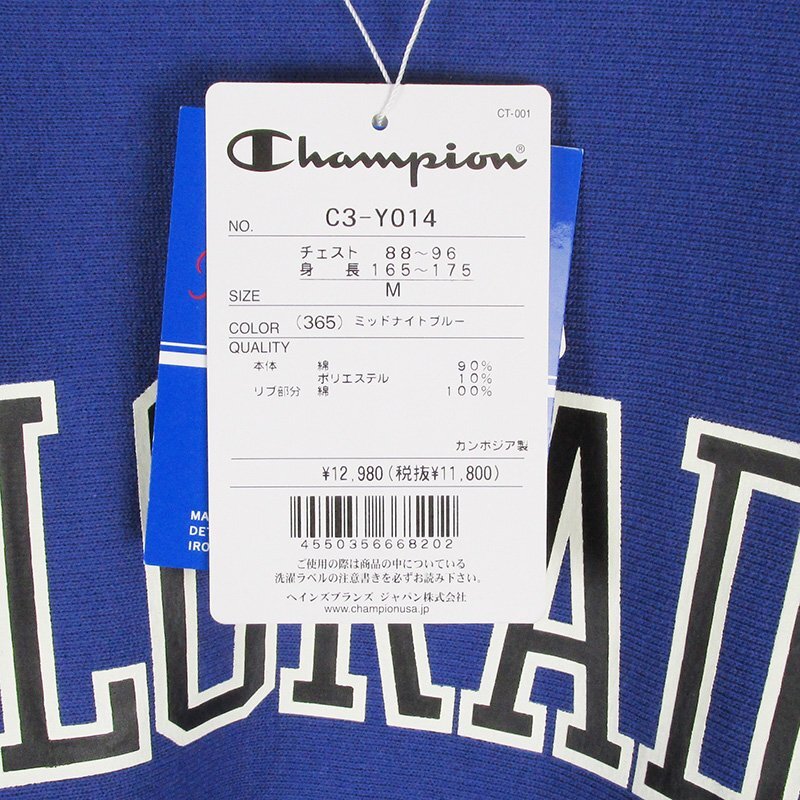 CT-001
Champion®
NO. C3-Y014
チェスト 88～96
身長 165～175
SIZE M
COLOR (365) ミッドナイトブルー
QUALITY
本体 綿 90%
ポリエステル 10%
リブ部分 綿 100%
カンボジア製
¥12,980(税抜¥11,800)
4550356668202
ご使用の際は商品の中についている
洗濯ラベルの注意書きを必ずお読み下さい。
ヘインズブランズ ジャパン株式会社
www.championusa.jp
MA
DET
IRO
LORAD